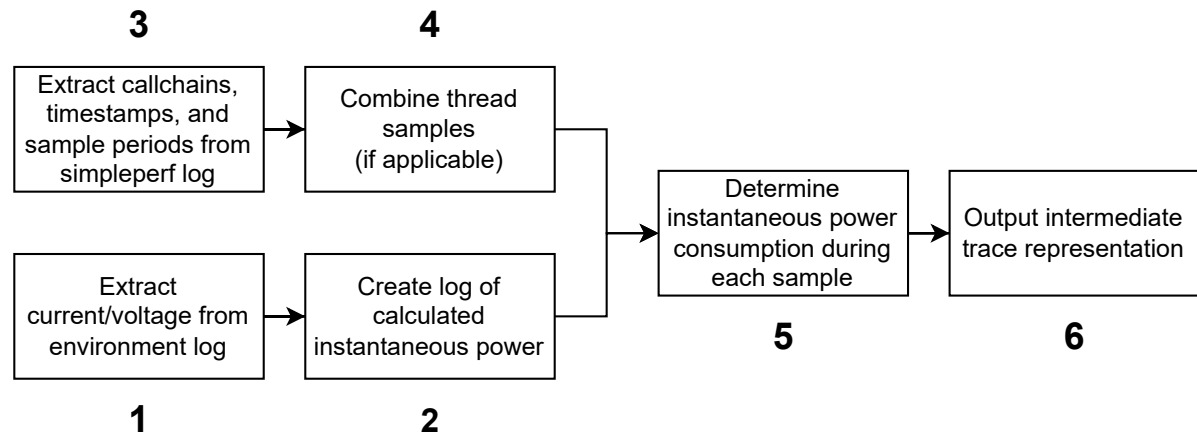 3
Extract callchains,
timestamps, and
sample periods from
simpleperf log
4
Combine thread
samples
(if applicable)
Extract
current/voltage from
environment log
1
Create log of
calculated
instantaneous power
2
Determine
instantaneous power
consumption during
each sample
5
Output intermediate
trace representation
6